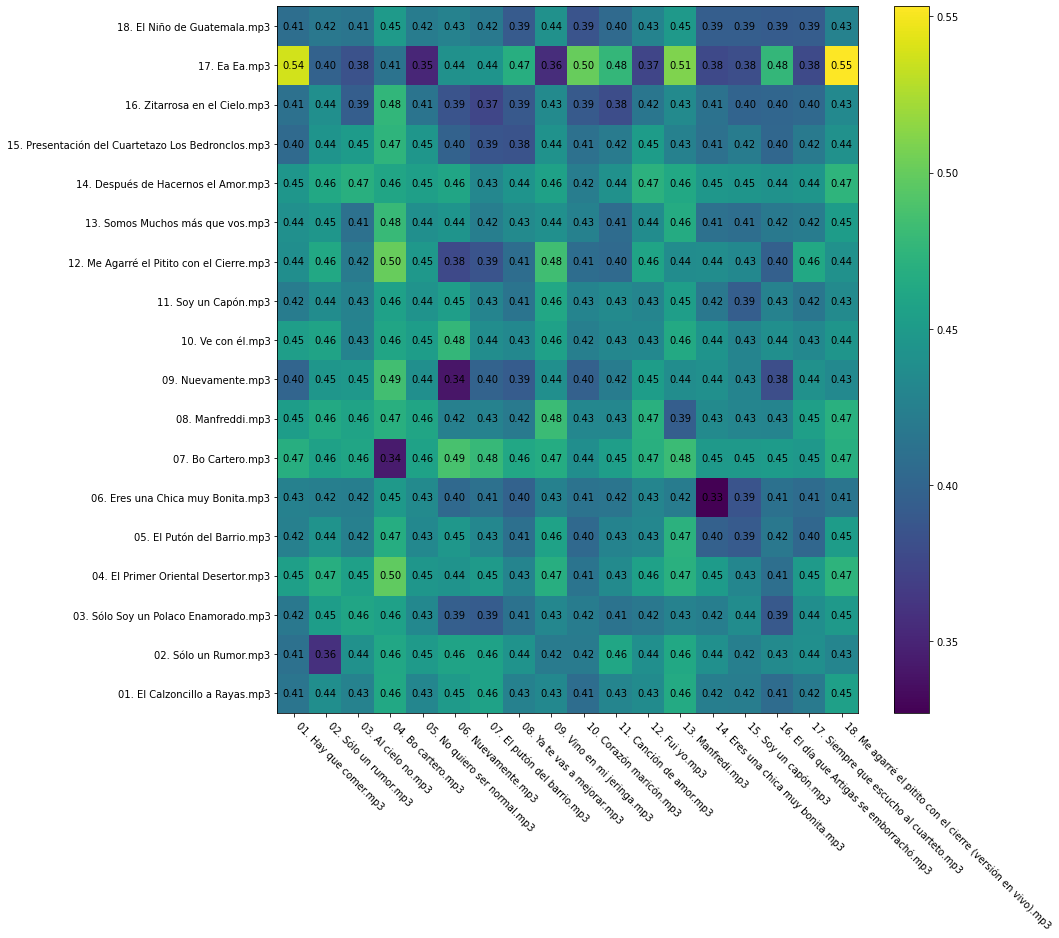 18. El Niño de Guatemala.mp3 0.41 0.42 0.41 0.45 0.42 0.43 0.42 0.39 0.44 0.39 0.40 0.43 0.45 0.39 0.39 0.39 0.39 0.43
17. Ea Ea.mp3 0.54 0.40 0.38 0.41 0.35 0.44 0.44 0.47 0.36 0.50 0.48 0.37 0.51 0.38 0.38 0.48 0.38 0.55
16. Zitarrosa en el Cielo.mp3 0.41 0.44 0.39 0.48 0.41 0.39 0.37 0.39 0.43 0.39 0.38 0.42 0.43 0.41 0.40 0.40 0.40 0.43
15. Presentación del Cuartetazo Los Bedronclos.mp3 0.40 0.44 0.45 0.47 0.45 0.40 0.39 0.38 0.44 0.41 0.42 0.45 0.43 0.41 0.42 0.40 0.42 0.44
14. Después de Hacernos el Amor.mp3 0.45 0.46 0.47 0.46 0.45 0.46 0.43 0.44 0.46 0.42 0.44 0.47 0.46 0.45 0.45 0.44 0.44 0.47
13. Somos Muchos más que vos.mp3 0.44 0.45 0.41 0.48 0.44 0.44 0.42 0.43 0.44 0.43 0.41 0.44 0.46 0.41 0.41 0.42 0.42 0.45
12. Me Agarré el Pitito con el Cierre.mp3 0.44 0.46 0.42 0.50 0.45 0.38 0.39 0.41 0.48 0.41 0.40 0.46 0.44 0.44 0.43 0.40 0.46 0.44
11. Soy un Capón.mp3 0.42 0.44 0.43 0.46 0.44 0.45 0.43 0.41 0.46 0.43 0.43 0.43 0.45 0.42 0.39 0.43 0.42 0.43
10. Ve con él.mp3 0.45 0.46 0.43 0.46 0.45 0.48 0.44 0.43 0.46 0.42 0.43 0.43 0.46 0.44 0.43 0.44 0.43 0.44
09. Nuevamente.mp3 0.40 0.45 0.45 0.49 0.44 0.34 0.40 0.39 0.44 0.40 0.42 0.45 0.44 0.44 0.43 0.38 0.44 0.43
08. Manfreddi.mp3 0.45 0.46 0.46 0.47 0.46 0.42 0.43 0.42 0.48 0.43 0.43 0.47 0.39 0.43 0.43 0.43 0.45 0.47
07. Bo Cartero.mp3 0.47 0.46 0.46 0.34 0.46 0.49 0.48 0.46 0.47 0.44 0.45 0.47 0.48 0.45 0.45 0.45 0.45 0.47
06. Eres una Chica muy Bonita.mp3 0.43 0.42 0.42 0.45 0.43 0.40 0.41 0.40 0.43 0.41 0.42 0.43 0.42 0.33 0.39 0.41 0.41 0.41
05. El Putón del Barrio.mp3 0.42 0.44 0.42 0.47 0.43 0.45 0.43 0.41 0.46 0.40 0.43 0.43 0.47 0.40 0.39 0.42 0.40 0.45
04. El Primer Oriental Desertor.mp3 0.45 0.47 0.45 0.50 0.45 0.44 0.45 0.43 0.47 0.41 0.43 0.46 0.47 0.45 0.43 0.41 0.45 0.47
03. Sólo Soy un Polaco Enamorado.mp3 0.42 0.45 0.46 0.46 0.43 0.39 0.39 0.41 0.43 0.42 0.41 0.42 0.43 0.42 0.44 0.39 0.44 0.45
02. Sólo un Rumor.mp3 0.41 0.36 0.44 0.46 0.45 0.46 0.46 0.44 0.42 0.42 0.46 0.44 0.46 0.45 0.42 0.43 0.44 0.43
01. El Calzoncillo a Rayas.mp3 0.41 0.44 0.43 0.46 0.43 0.45 0.46 0.43 0.43 0.41 0.43 0.43 0.46 0.42 0.42 0.41 0.42 0.45
01. Hay que comer.mp3
02. Sólo un rumor.mp3
03. Al cielo no.mp3
04. Bo cartero.mp3
05. No quiero ser normal.mp3
06. Nuevamente.mp3
07. El putón del barrio.mp3
08. Ya te vas a mejorar.mp3
09. Vino en mi jeringa.mp3
10. Corazón maricón.mp3
11. Canción de amor.mp3
12. Fui yo.mp3
13. Manfredi.mp3
14. Eres una chica muy bonita.mp3
15. Soy un capón.mp3
16. El día que Artigas se emborrachó.mp3
17. Siempre que escucho al cuarteto.mp3
18. Me agarré el pitito con el cierre (versión en vivo).mp3
0.55
0.50
0.45
0.40
0.35